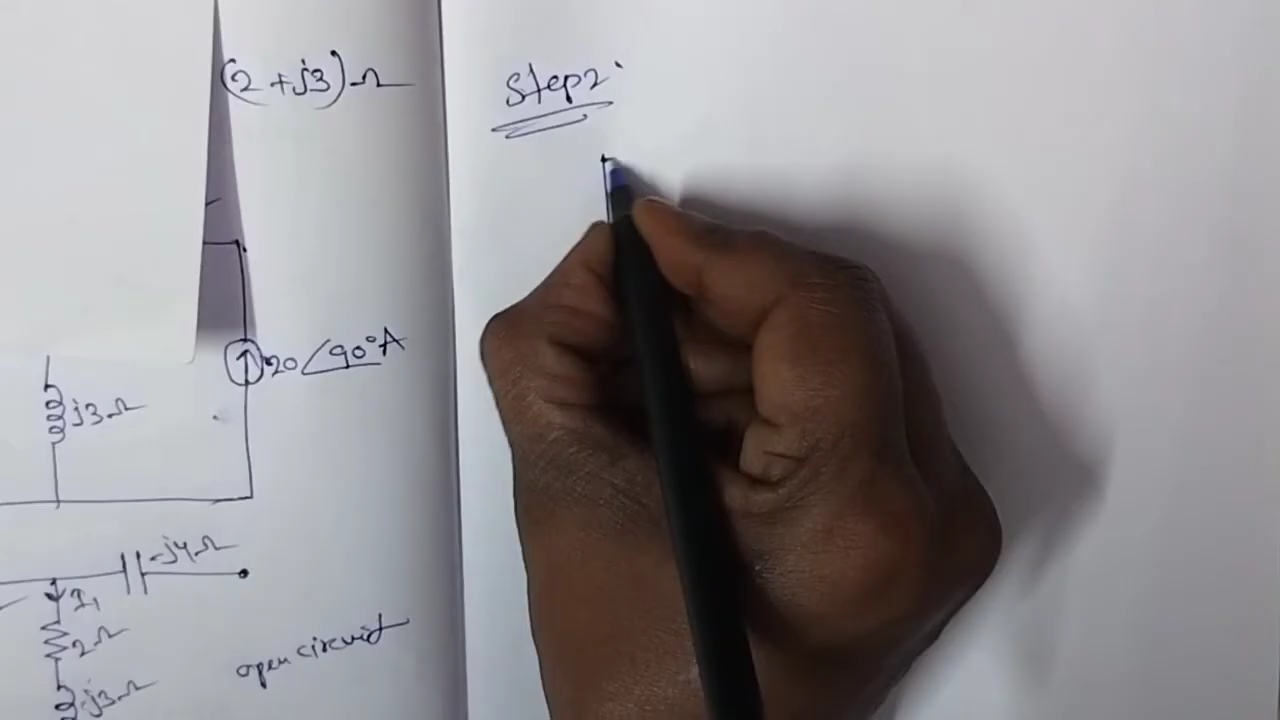 (2+j3)Ω
20∠90°A
j3Ω
-j4Ω
I₁
2Ω
j3Ω
open circuit
Step2: